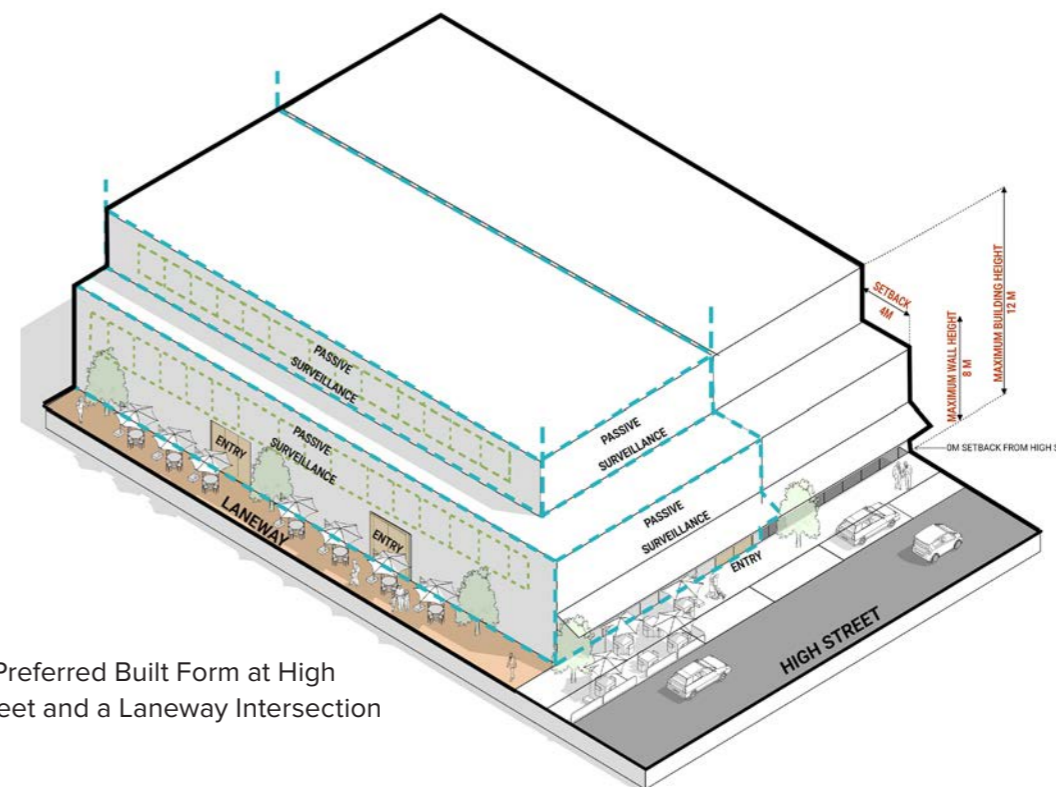 SETBACK
4M
MAXIMUM WALL HEIGHT
8 M
MAXIMUM BUILDING HEIGHT
12 M
0M SETBACK FROM HIGH S
PASSIVE
SURVEILLANCE
PASSIVE
SURVEILLANCE
PASSIVE
SURVEILLANCE
PASSIVE
SURVEILLANCE
ENTRY
ENTRY
ENTRY
LANEWAY
HIGH STREET
Preferred Built Form at High
eet and a Laneway Intersection